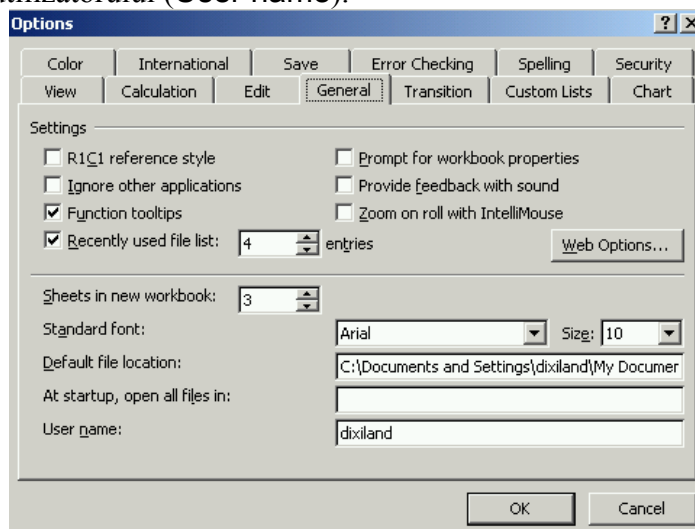 (User name).
Options
Color International Save Error Checking Spelling Security
View Calculation Edit General Transition Custom Lists Chart
Settings
R1C1 reference style Prompt for workbook properties
Ignore other applications Provide feedback with sound
Function tooltips Zoom on roll with IntelliMouse
Recently used file list: 4 entries Web Options...
Sheets in new workbook: 3
Standard font: Arial Size: 10
Default file location: C:\Documents and Settings\dixiland\My Documer
At startup, open all files in:
User name: dixiland
OK Cancel